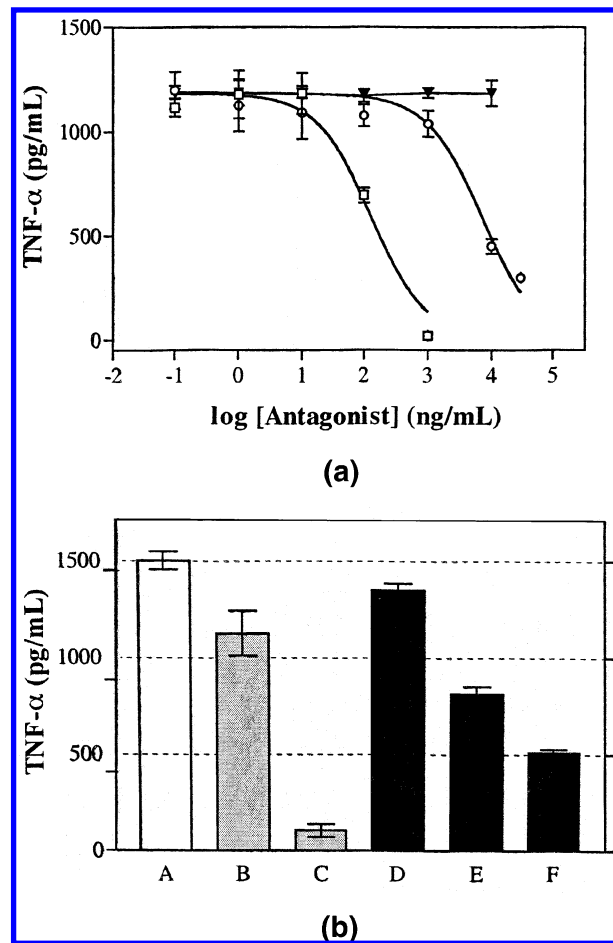 1500
1000
500
0
TNF-α (pg/mL)
-2 -1 0 1 2 3 4 5
log [Antagonist] (ng/mL)
(a)
1500
1000
500
0
TNF-α (pg/mL)
A B C D E F
(b)